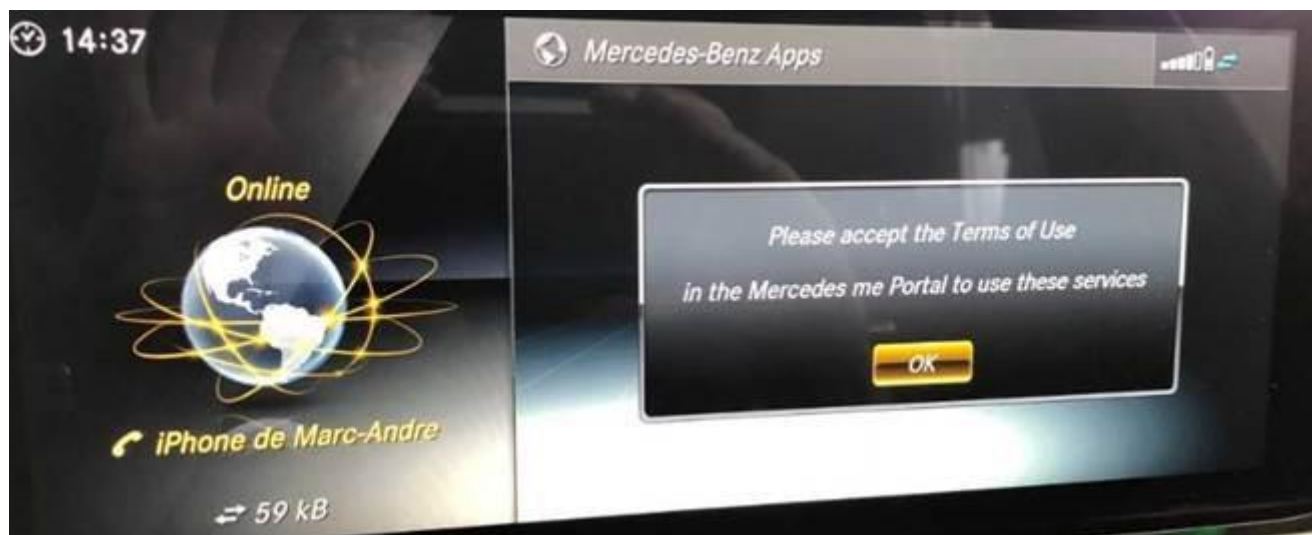 14:37
Mercedes-Benz Apps
Online
Please accept the Terms of Use
in the Mercedes me Portal to use these services
OK
iPhone de Marc-Andre
59 kB